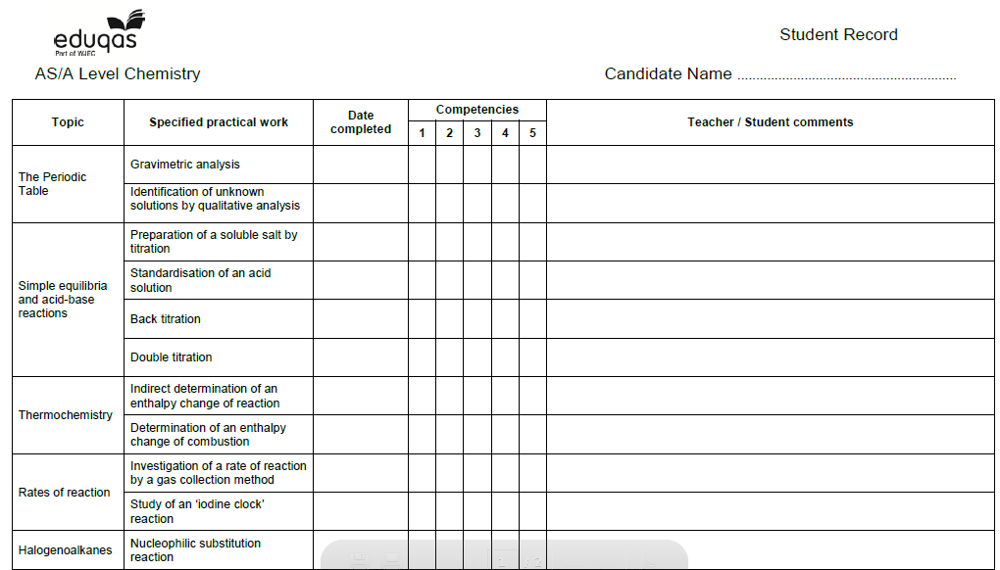 eduqas
Part of WJEC
Student Record
AS/A Level Chemistry
Candidate Name ..........................................................
Topic
Specified practical work
Date
completed
Competencies
1 2 3 4 5
Teacher / Student comments
The Periodic
Table
Gravimetric analysis
Identification of unknown
solutions by qualitative analysis
Simple equilibria
and acid-base
reactions
Preparation of a soluble salt by
titration
Standardisation of an acid
solution
Back titration
Double titration
Thermochemistry
Indirect determination of an
enthalpy change of reaction
Determination of an enthalpy
change of combustion
Rates of reaction
Investigation of a rate of reaction
by a gas collection method
Study of an ‘iodine clock’
reaction
Halogenoalkanes
Nucleophilic substitution
reaction